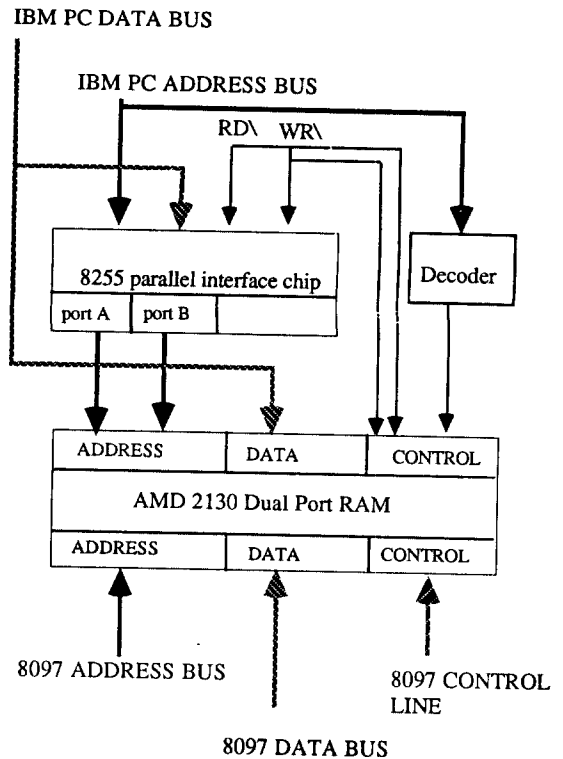 IBM PC DATA BUS
IBM PC ADDRESS BUS
RD\ WR\
8255 parallel interface chip
Decoder
port A port B
ADDRESS DATA CONTROL
AMD 2130 Dual Port RAM
ADDRESS DATA CONTROL
8097 ADDRESS BUS
8097 CONTROL
LINE
8097 DATA BUS